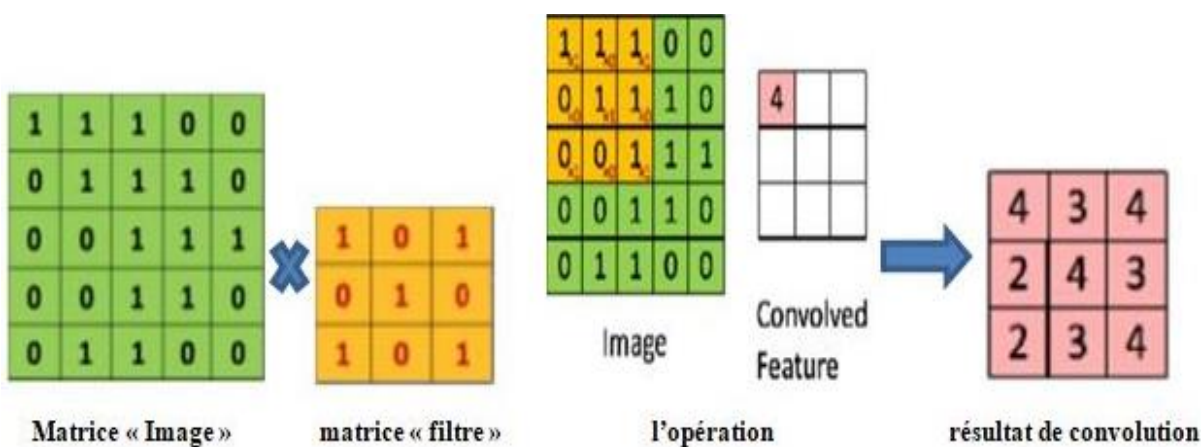 1 1 1 0 0
0 1 1 1 0
0 0 1 1 1
0 0 1 1 0
0 1 1 0 0
Matrice « Image »
1 0 1
0 1 0
1 0 1
matrice « filtre »
1 1 1 0 0
0 1 1 1 0
0 0 1 1 1
0 0 1 1 0
0 1 1 0 0
Image
4
Convolved
Feature
l’opération
4 3 4
2 4 3
2 3 4
résultat de convolution